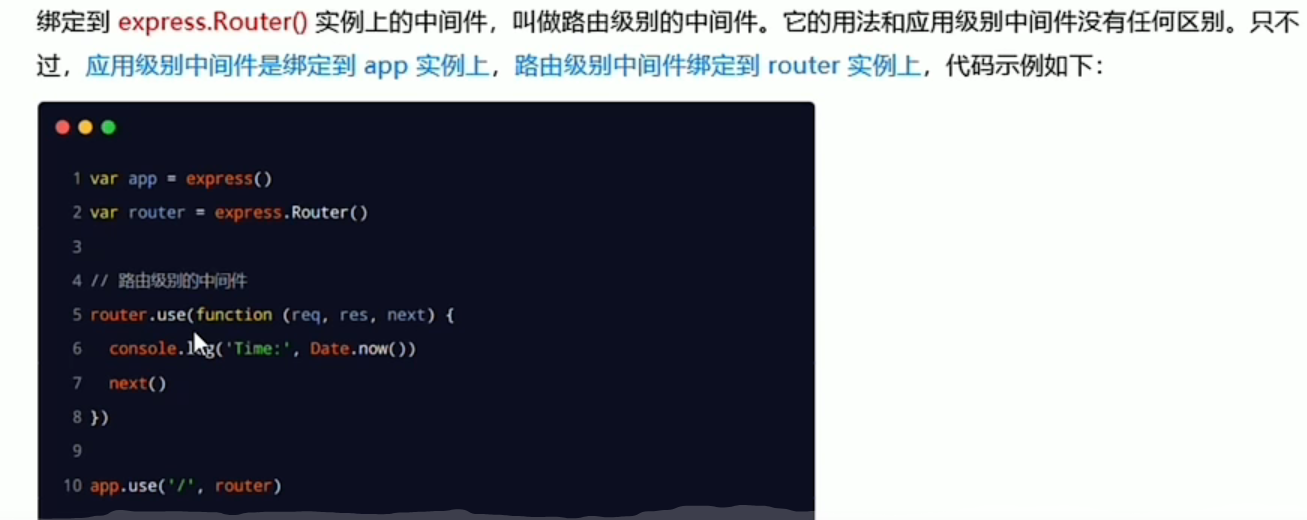 绑定到 express.Router() 实例上的中间件，叫做路由级别的中间件。它的用法和应用级别中间件没有任何区别。只不
过，应用级别中间件是绑定到 app 实例上，路由级别中间件绑定到 router 实例上，代码示例如下：
1 var app = express()
2 var router = express.Router()
3
4 // 路由级别的中间件
5 router.use(function (req, res, next) {
6   console.log('Time:', Date.now())
7   next()
8 })
9
10 app.use('/', router)